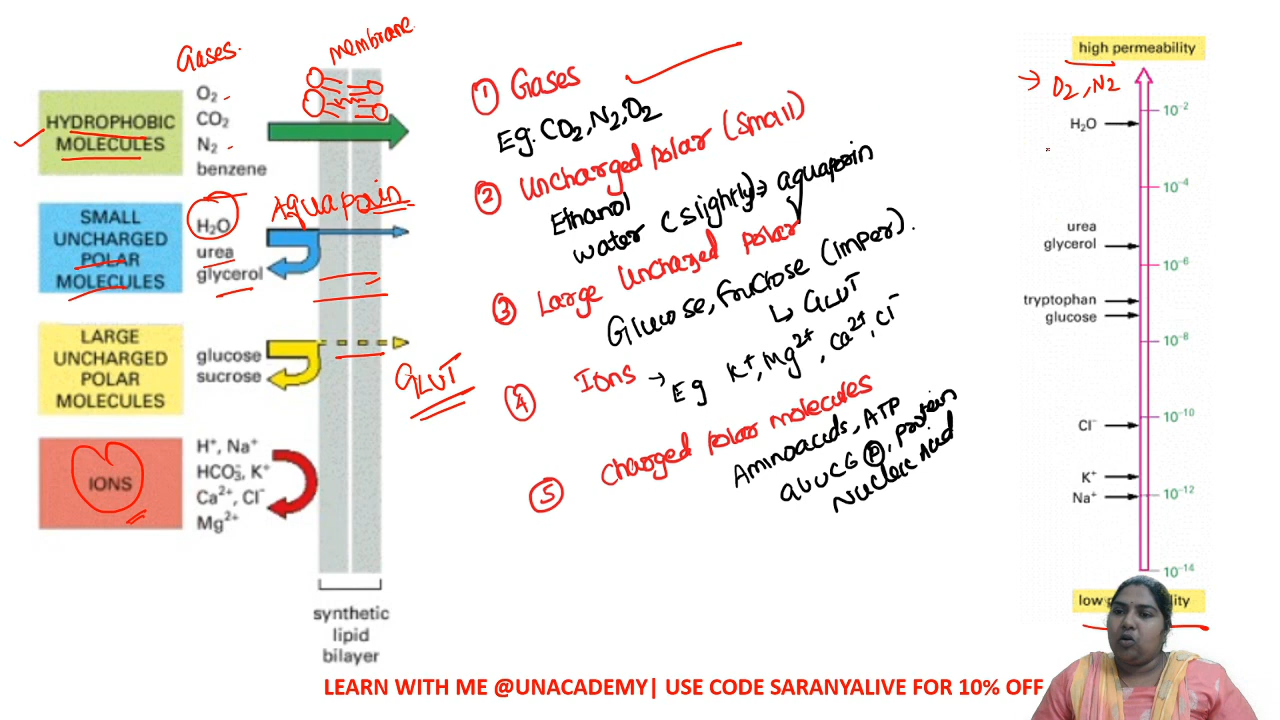 Gases.
membrane.
HYDROPHOBIC
MOLECULES
O₂
CO₂
N₂
benzene
SMALL
UNCHARGED
POLAR
MOLECULES
H₂O
urea
glycerol
Aquaporin
LARGE
UNCHARGED
POLAR
MOLECULES
glucose
sucrose
GLUT
IONS
H⁺, Na⁺
HCO₃⁻, K⁺
Ca²⁺, Cl⁻
Mg²⁺
synthetic
lipid
bilayer
① Gases
Eg. CO₂, N₂, O₂
② Uncharged polar (small)
Ethanol
water (slightly) → aquaporin
③ Large Unchazed polar
Glucose, Fructose (imper).
↳ GLUT
④ Ions → Eg K⁺, Mg²⁺, Ca²⁺, Cl⁻
⑤ Charged polar molecules
Aminoacids, ATP
Ⓟ, protein
Nucleic Acid
high permeability
→ O₂, N₂
10⁻²
H₂O
10⁻⁴
urea
glycerol
10⁻⁶
tryptophan
glucose
10⁻⁸
10⁻¹⁰
Cl⁻
K⁺
10⁻¹²
Na⁺
10⁻¹⁴
LEARN WITH ME @UNACADEMY| USE CODE SARANYALIVE FOR 10% OFF